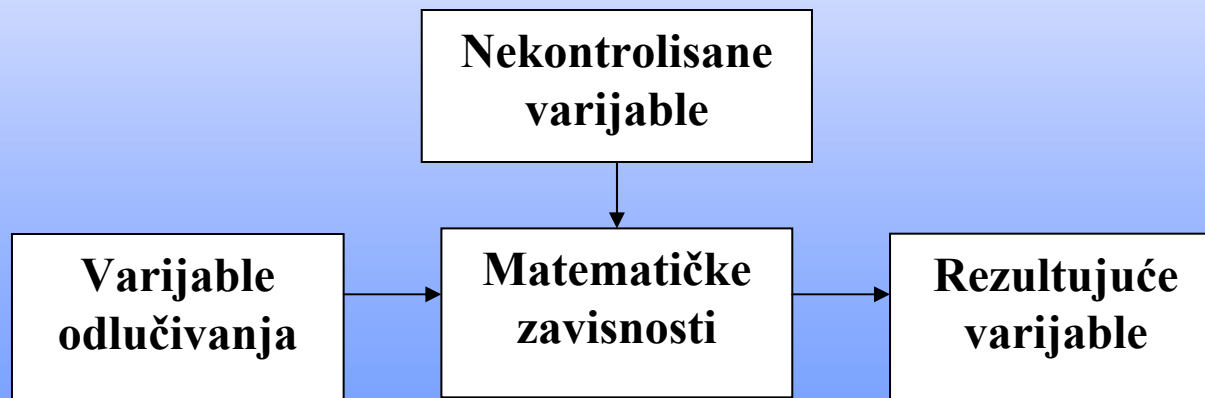 Nekontrolisane
varijable
Varijable
odlučivanja
Matematičke
zavisnosti
Rezultujuće
varijable